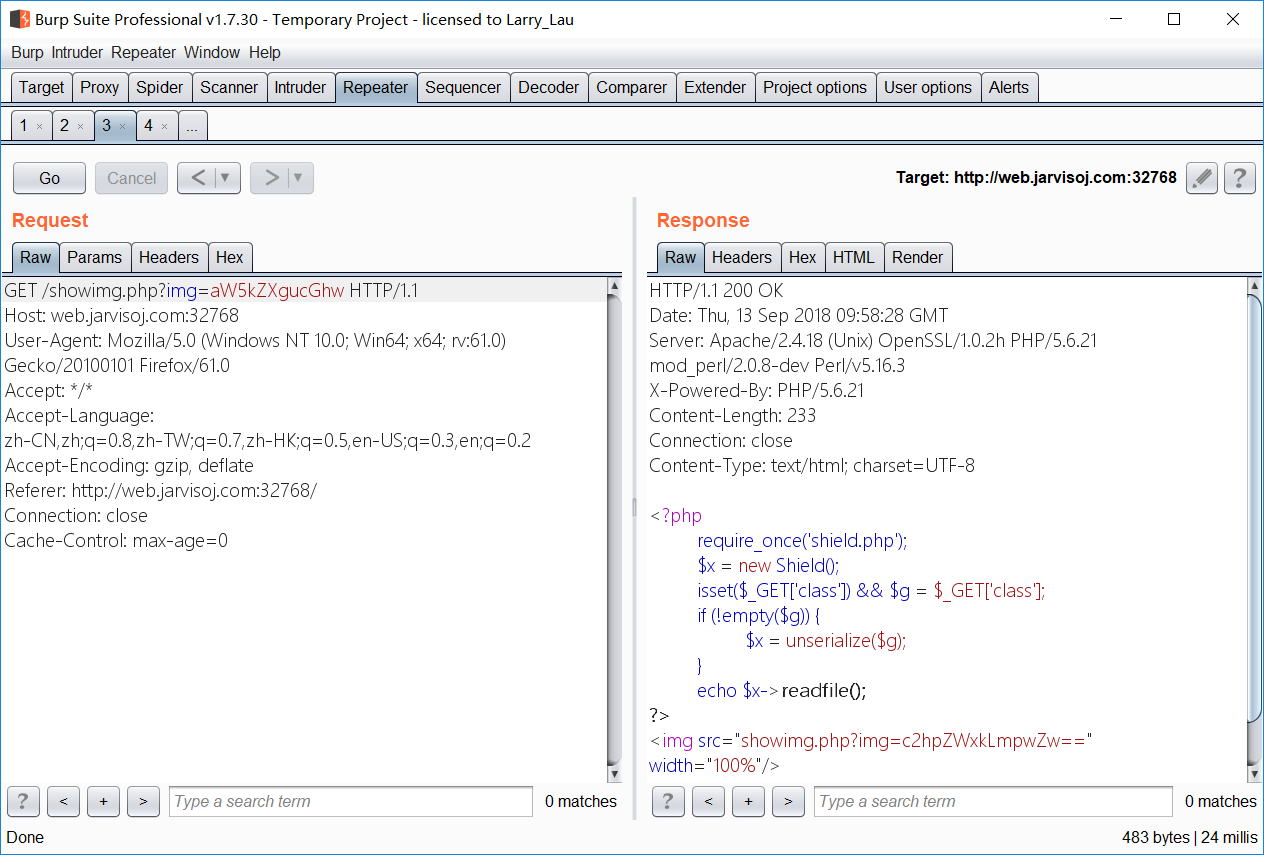 Burp Suite Professional v1.7.30 - Temporary Project - licensed to Larry_Lau
Burp Intruder Repeater Window Help
Target Proxy Spider Scanner Intruder Repeater Sequencer Decoder Comparer Extender Project options User options Alerts
1 × 2 × 3 × 4 × ...
Go Cancel < ▼ > ▼ Target: http://web.jarvisoj.com:32768 ?
Request
Raw Params Headers Hex
GET /showimg.php?img=aW5kZXgucGhw HTTP/1.1
Host: web.jarvisoj.com:32768
User-Agent: Mozilla/5.0 (Windows NT 10.0; Win64; x64; rv:61.0)
Gecko/20100101 Firefox/61.0
Accept: */*
Accept-Language:
zh-CN,zh;q=0.8,zh-TW;q=0.7,zh-HK;q=0.5,en-US;q=0.3,en;q=0.2
Accept-Encoding: gzip, deflate
Referer: http://web.jarvisoj.com:32768/
Connection: close
Cache-Control: max-age=0
? < + > Type a search term 0 matches
Response
Raw Headers Hex HTML Render
HTTP/1.1 200 OK
Date: Thu, 13 Sep 2018 09:58:28 GMT
Server: Apache/2.4.18 (Unix) OpenSSL/1.0.2h PHP/5.6.21
mod_perl/2.0.8-dev Perl/v5.16.3
X-Powered-By: PHP/5.6.21
Content-Length: 233
Connection: close
Content-Type: text/html; charset=UTF-8
<?php
require_once('shield.php');
$x = new Shield();
isset($_GET['class']) && $g = $_GET['class'];
if (!empty($g)) {
$x = unserialize($g);
}
echo $x->readfile();
?>
<img src="showimg.php?img=c2hpZWxkLmpwZw=="
width="100%"/>
? < + > Type a search term 0 matches
Done 483 bytes | 24 millis